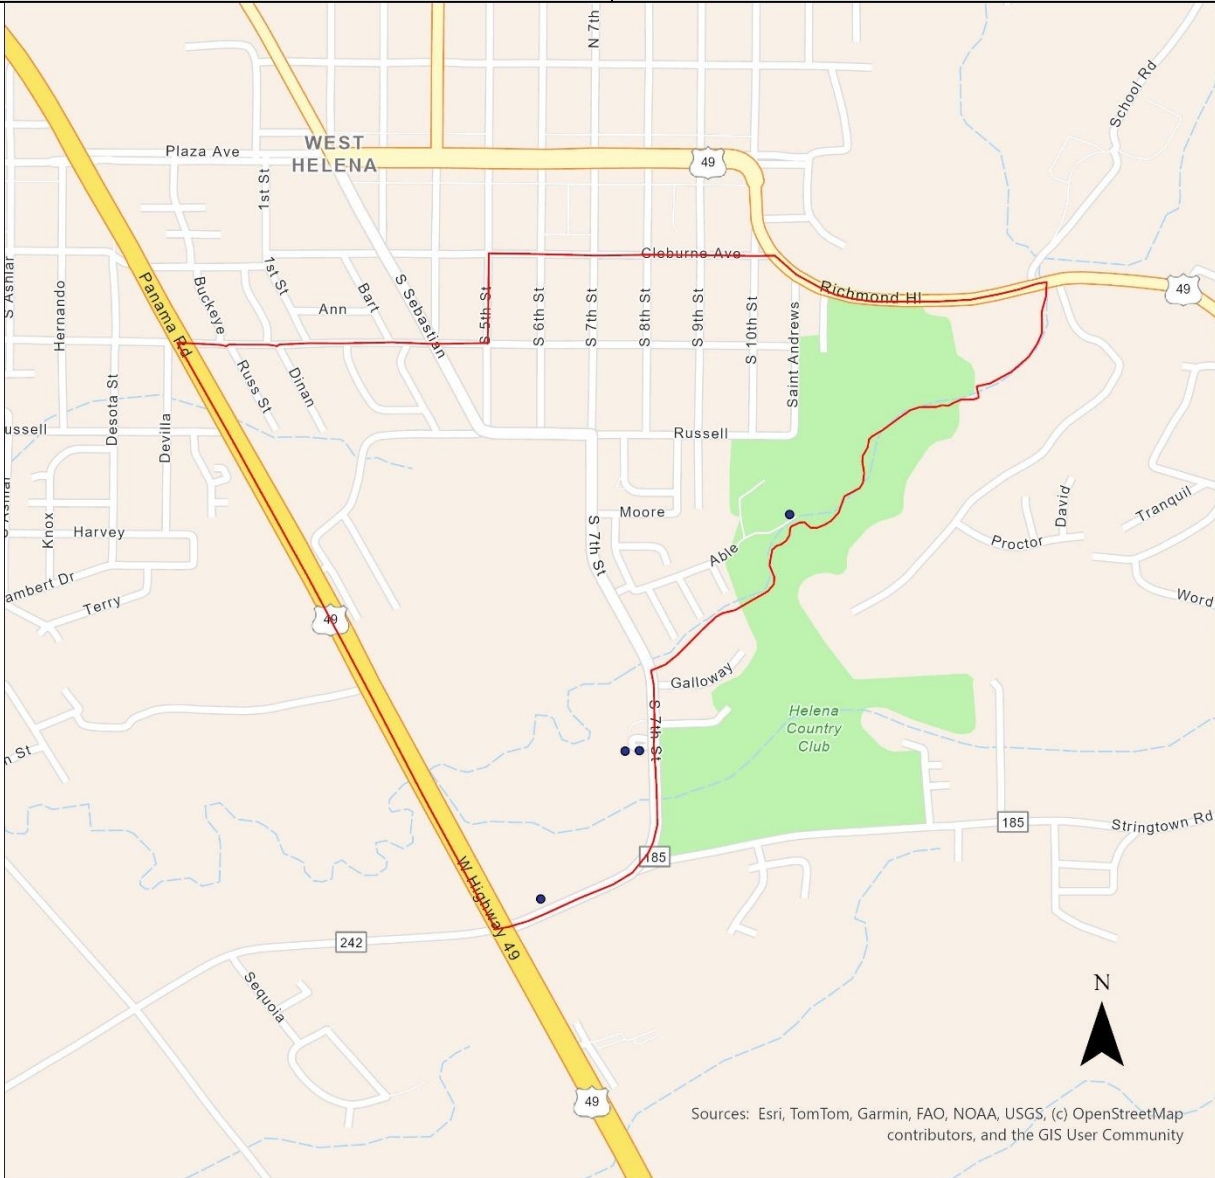 N 7th
School Rd
WEST
HELENA
Plaza Ave
49
1st St
Cleburne Ave
S Ashlar
Hernando
Panama Rd
Buckeye
1st St
Bart
Ann
S Sebastian
S 5th St
S 6th St
S 7th St
S 8th St
S 9th St
S 10th St
Saint Andrews
Richmond Hl
49
Russ St
Dinan
Desota St
Devilla
ussell
Russell
Knox
Harvey
Moore
S 7th St
Able
David
Tranquil
Proctor
ambert Dr
Terry
Word
49
Galloway
S 7th St
Helena
Country
Club
n St
185
Stringtown Rd
185
W Highway 49
242
Sequoia
N
49
Sources: Esri, TomTom, Garmin, FAO, NOAA, USGS, (c) OpenStreetMap
contributors, and the GIS User Community